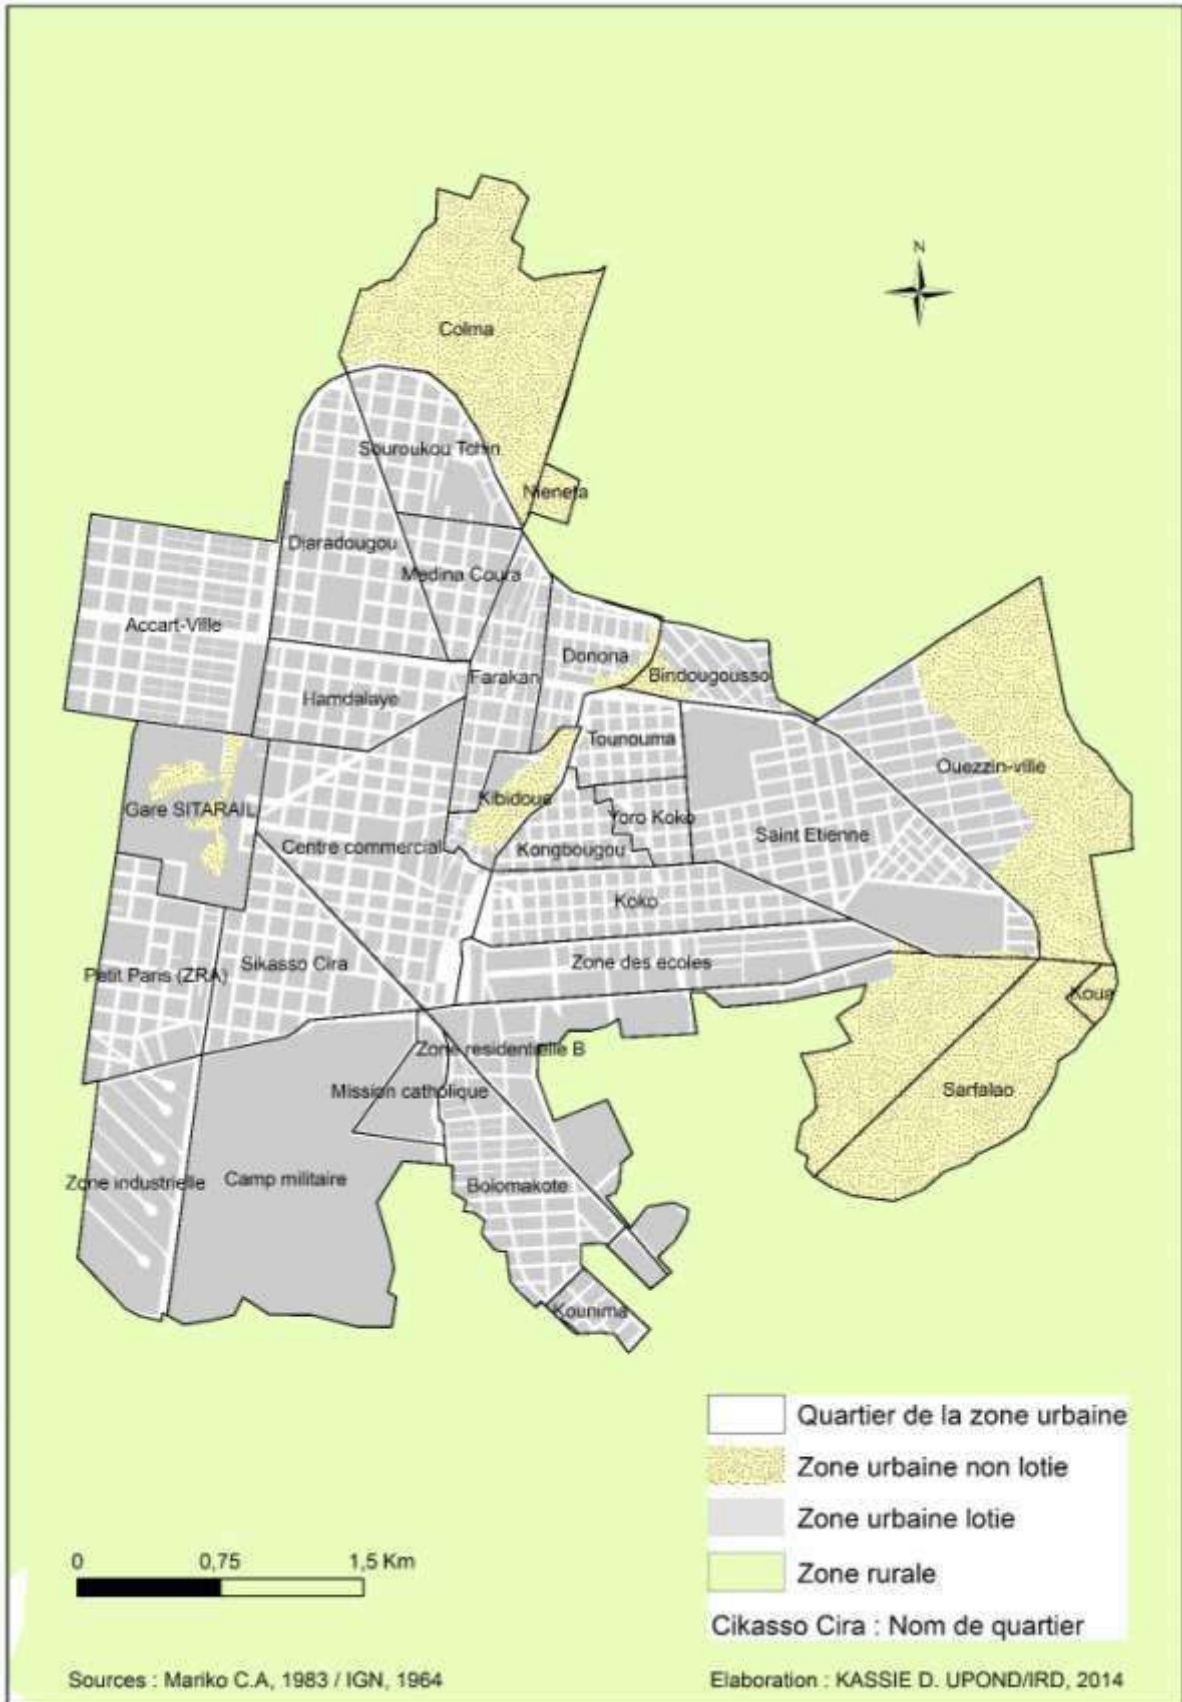 N
Colma
Souroukou Tchin
Nieneta
Diaradougou
Medina Coura
Accart-Ville
Donona
Bindougousso
Farakan
Hamdalaye
Tounouma
Ouezzin-ville
Kibidoue
Gare SITARAIL
Yoro Koko
Saint Etienne
Centre commercial
Kongbougou
Koko
Petit Paris (ZRA)
Sikasso Cira
Zone des ecoles
Koua
Zone residentielle B
Mission catholique
Sarfalao
Zone industrielle
Camp militaire
Bolomakote
Kounima
Quartier de la zone urbaine
Zone urbaine non lotie
Zone urbaine lotie
Zone rurale
Cikasso Cira : Nom de quartier
0 0,75 1,5 Km
Sources : Mariko C.A, 1983 / IGN, 1964
Elaboration : KASSIE D. UPOND/IRD, 2014